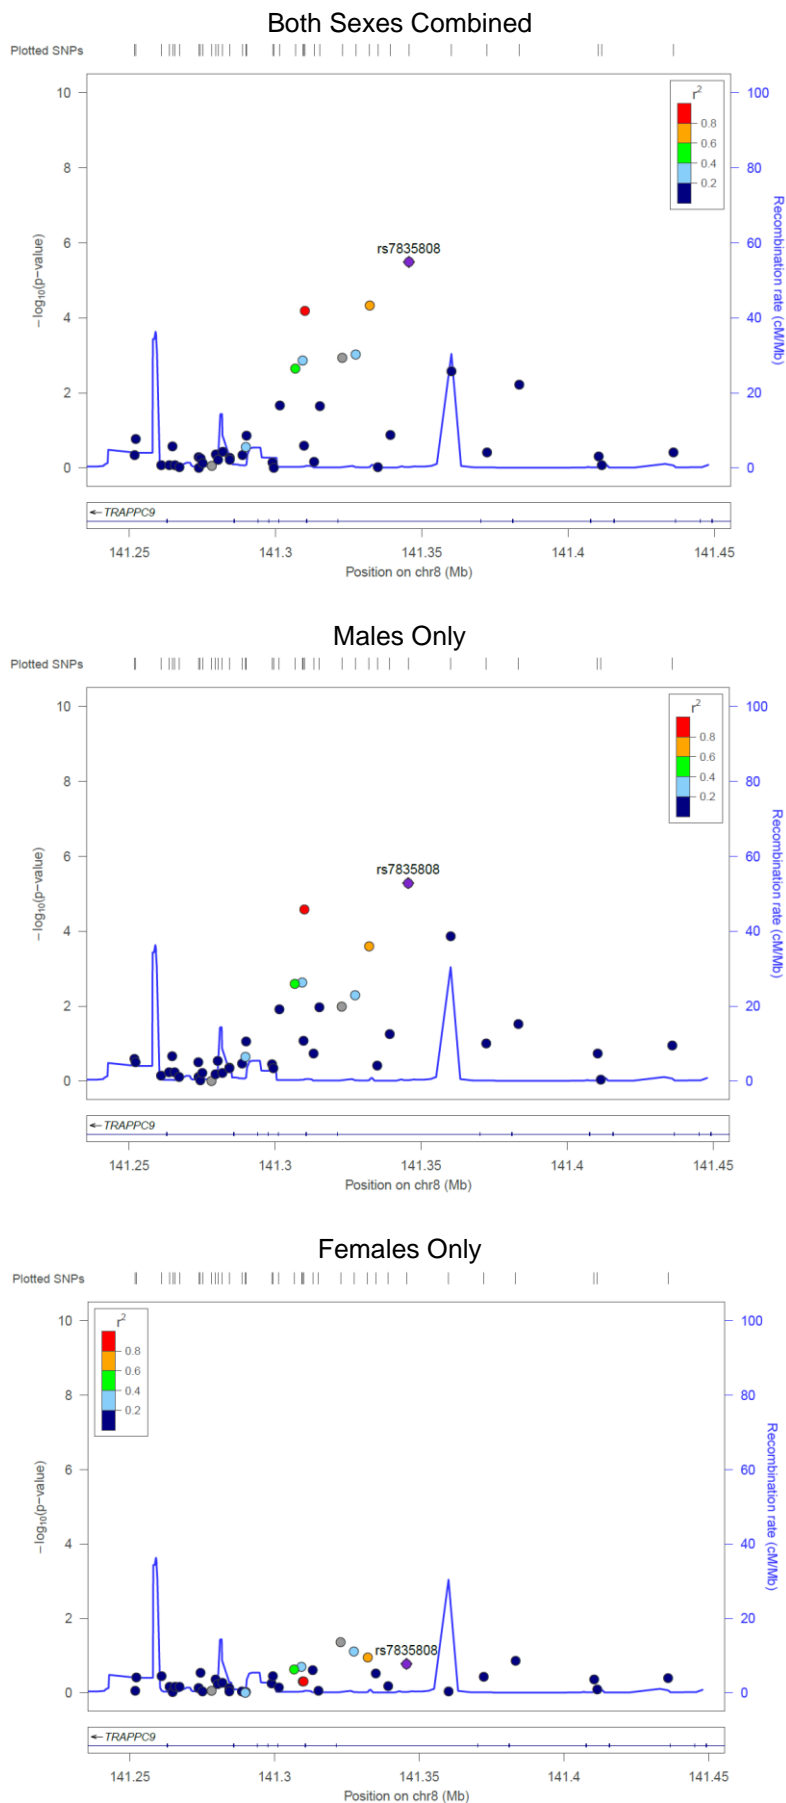 Both Sexes Combined
Plotted SNPs
10
8
6
4
2
0
−log10(p−value)
100
80
60
40
20
0
Recombination rate (cM/Mb)
r2
0.8
0.6
0.4
0.2
rs7835808
←TRAPPC9
141.25 141.3 141.35 141.4 141.45
Position on chr8 (Mb)
Males Only
Plotted SNPs
10
8
6
4
2
0
−log10(p−value)
100
80
60
40
20
0
Recombination rate (cM/Mb)
r2
0.8
0.6
0.4
0.2
rs7835808
←TRAPPC9
141.25 141.3 141.35 141.4 141.45
Position on chr8 (Mb)
Females Only
Plotted SNPs
10
8
6
4
2
0
−log10(p−value)
100
80
60
40
20
0
Recombination rate (cM/Mb)
r2
0.8
0.6
0.4
0.2
rs7835808
←TRAPPC9
141.25 141.3 141.35 141.4 141.45
Position on chr8 (Mb)